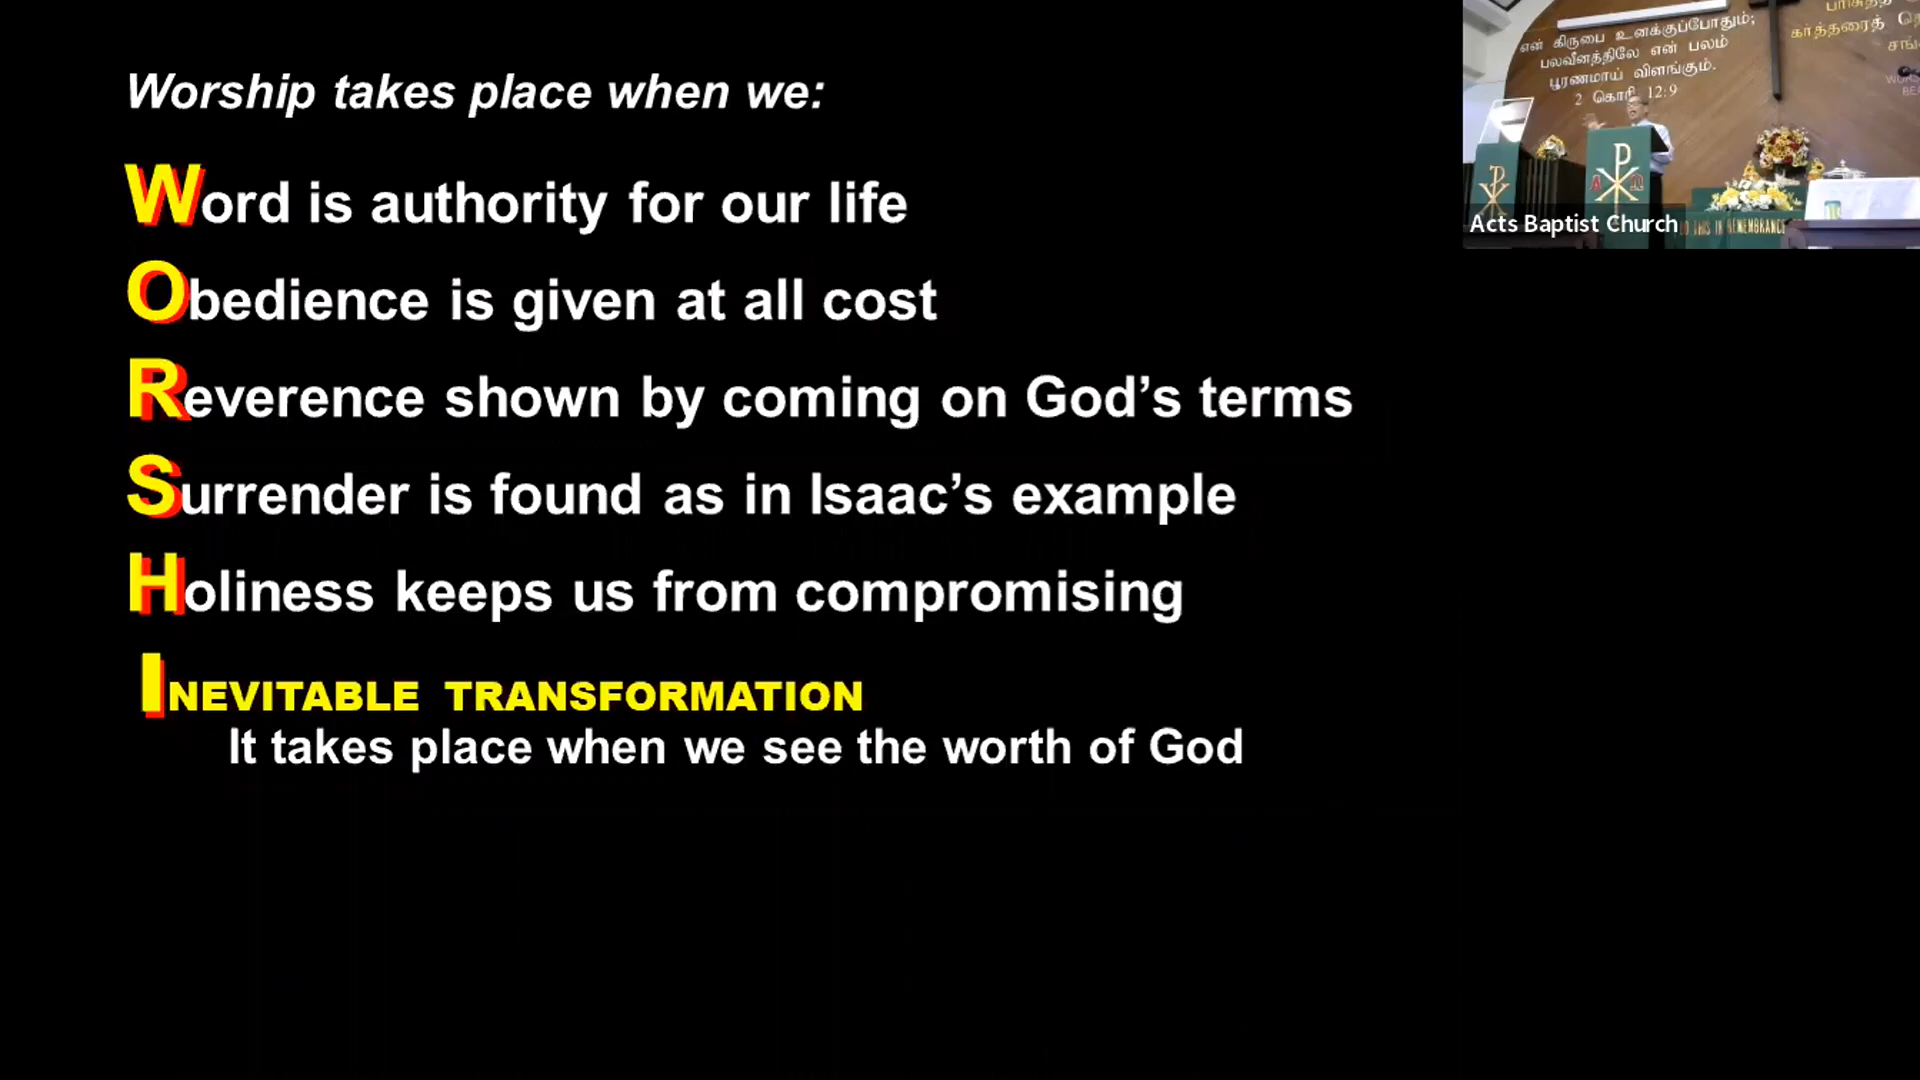 Worship takes place when we:
Word is authority for our life
Obedience is given at all cost
Reverence shown by coming on God’s terms
Surrender is found as in Isaac’s example
Holiness keeps us from compromising
INEVITABLE TRANSFORMATION
It takes place when we see the worth of God
என் கிருபை உனக்குப்போதும்;
பலவீனத்திலே என் பலம்
பூரணமாய் விளங்கும்.
2 கொரி 12:9
கர்த்தரைத்
THIS IN REMEMBRANCE
Acts Baptist Church